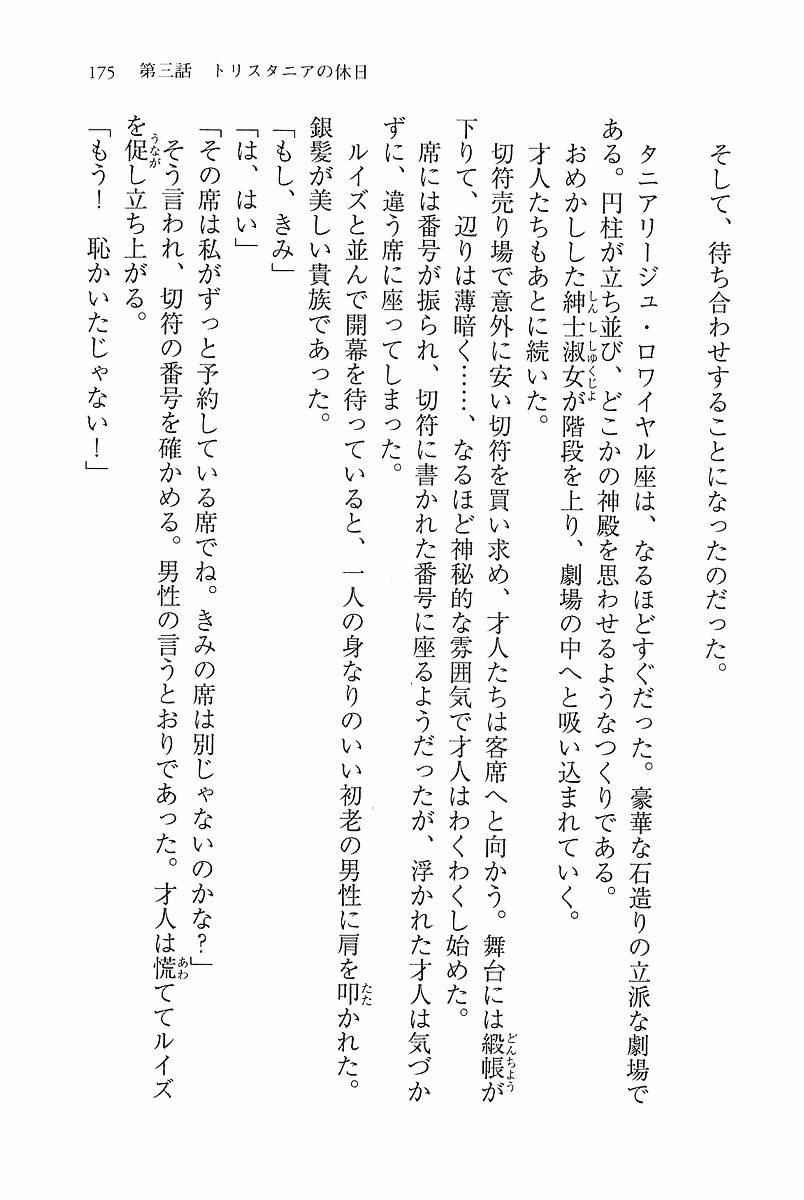 175　第三話　トリスタニアの休日
そして、待ち合わせすることになったのだった。
タニアリージュ・ロワイヤル座は、なるほどすぐだった。豪華な石造りの立派な劇場で
ある。円柱が立ち並び、どこかの神殿を思わせるようなつくりである。
おめかしした紳士淑女が階段を上り、劇場の中へと吸い込まれていく。
才人たちもあとに続いた。
切符売り場で意外に安い切符を買い求め、才人たちは客席へと向かう。舞台には緞帳が
下りて、辺りは薄暗く……、なるほど神秘的な雰囲気で才人はわくわくし始めた。
席には番号が振られ、切符に書かれた番号に座るようだったが、浮かれた才人は気づか
ずに、違う席に座ってしまった。
ルイズと並んで開幕を待っていると、一人の身なりのいい初老の男性に肩を叩かれた。
銀髪が美しい貴族であった。
「もし、きみ」
「は、はい」
「その席は私がずっと予約している席でね。きみの席は別じゃないのかな?」
そう言われ、切符の番号を確かめる。男性の言うとおりであった。才人は慌ててルイズ
を促し立ち上がる。
「もう！　恥かいたじゃない！」